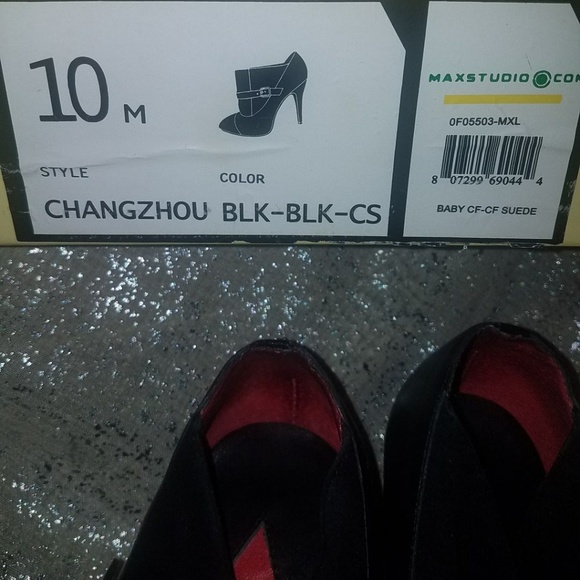 10 M
STYLE COLOR
CHANGZHOU BLK-BLK-CS
MAXSTUDIO COM
0F05503-MXL
8 07299 69044 4
BABY CF-CF SUEDE